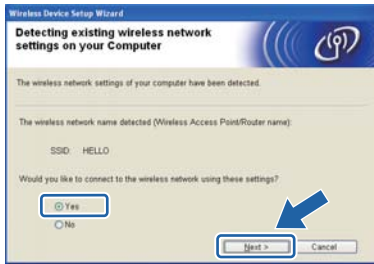 Wireless Device Setup Wizard
Detecting existing wireless network
settings on your Computer
The wireless network settings of your computer have been detected.
The wireless network name detected (Wireless Access Point/Router name):
SSID: HELLO
Would you like to connect to the wireless network using these settings?
Yes
No
Next >
Cancel